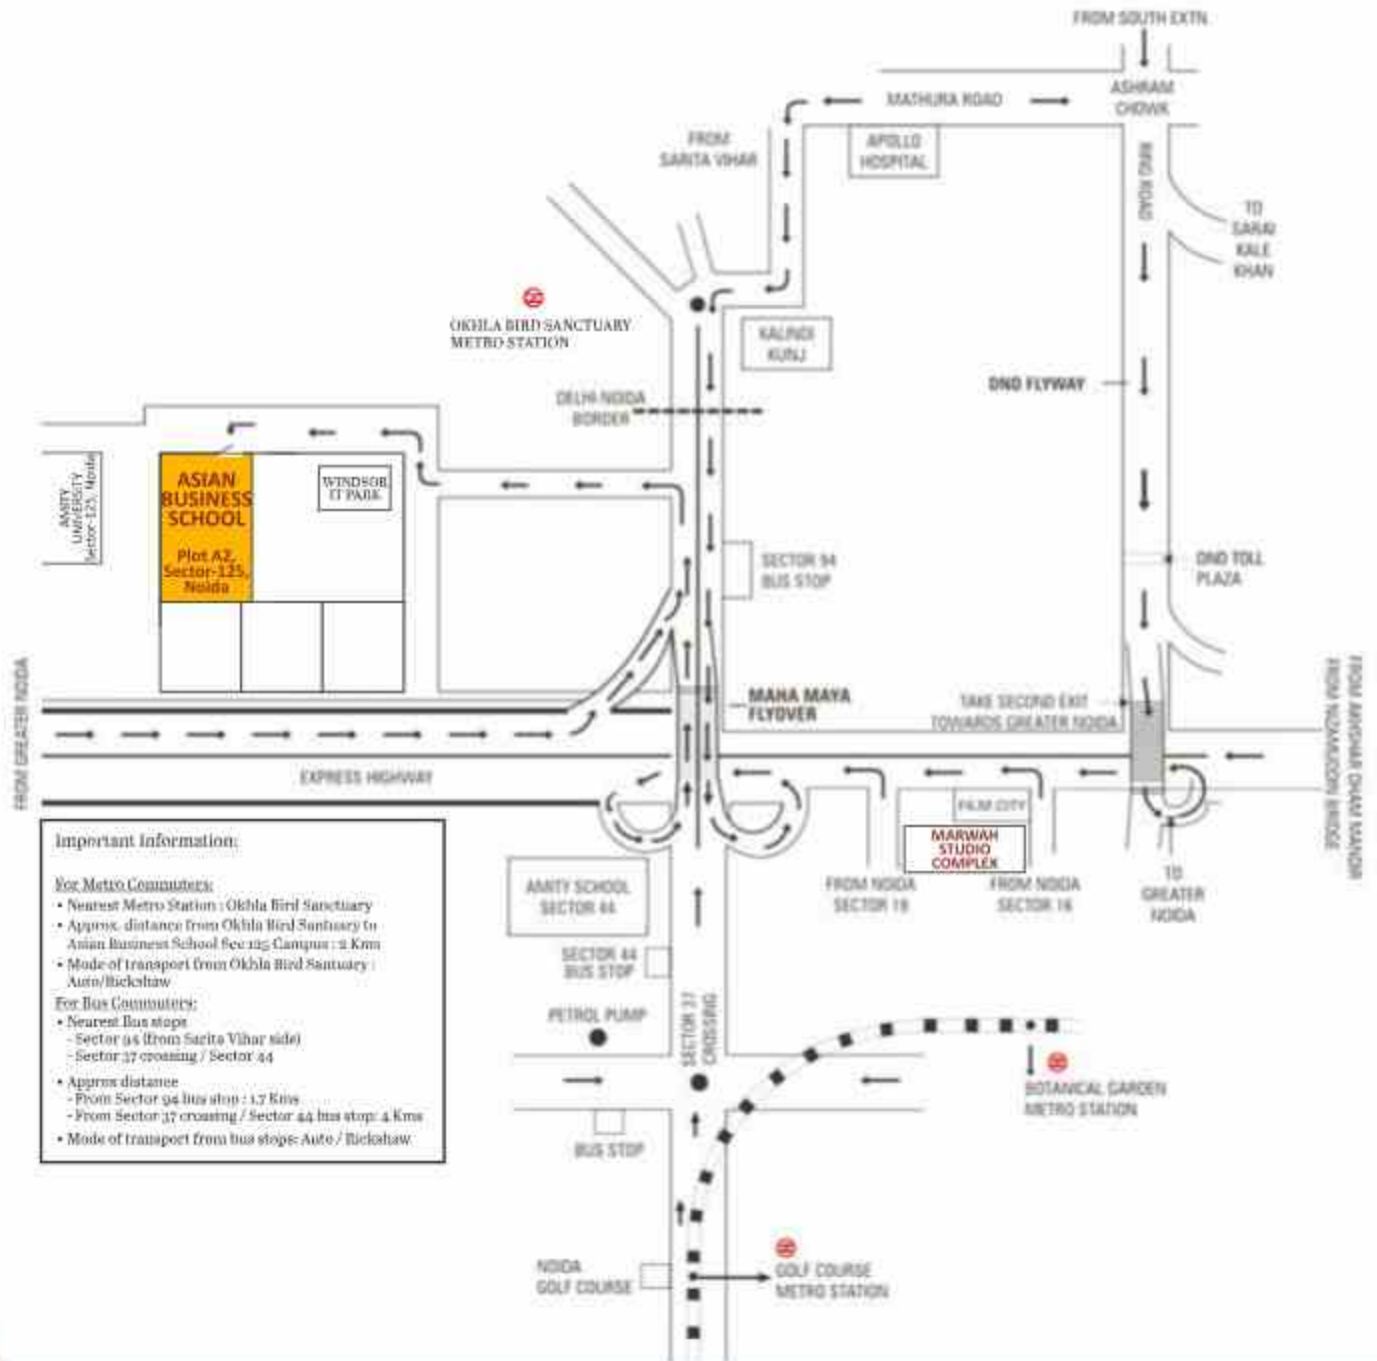 FROM SOUTH EXTN.
MATHURA ROAD
ASHRAM
CHOWK
FROM
SARITA VIHAR
APOLLO
HOSPITAL
RING ROAD
TO
SARAI
KALE
KHAN
OKHLA BIRD SANCTUARY
METRO STATION
KALINDI
KUNJ
DND FLYWAY
DELHI-NOIDA
BORDER
AMITY
UNIVERSITY
Sector-125, Noida
ASIAN
BUSINESS
SCHOOL
Plot A2,
Sector-125,
Noida
WINDSOR
IT PARK
SECTOR 94
BUS STOP
DND TOLL
PLAZA
FROM GREATER NOIDA
MAHA MAYA
FLYOVER
TAKE SECOND EXIT
TOWARDS GREATER NOIDA
FROM AKHSHAR DHAM MANDIR
FROM NIZAMUDDIN BRIDGE
EXPRESS HIGHWAY
FILM CITY
MARWAH
STUDIO
COMPLEX
FROM NOIDA
SECTOR 18
FROM NOIDA
SECTOR 16
TO
GREATER
NOIDA
Important Information:
For Metro Commuters:
• Nearest Metro Station : Okhla Bird Sanctuary
• Approx. distance from Okhla Bird Santuary to
Asian Business School Sec 125 Campus : 2 Kms
• Mode of transport from Okhla Bird Santuary :
Auto/Rickshaw
For Bus Commuters:
• Nearest Bus stops
- Sector 94 (from Sarita Vihar side)
- Sector 37 crossing / Sector 44
• Approx distance
- From Sector 94 bus stop : 1.7 Kms
- From Sector 37 crossing / Sector 44 bus stop: 4 Kms
• Mode of transport from bus stops: Auto / Rickshaw
AMITY SCHOOL
SECTOR 44
SECTOR 44
BUS STOP
PETROL PUMP
SECTOR 37
CROSSING
BUS STOP
BOTANICAL GARDEN
METRO STATION
NOIDA
GOLF COURSE
GOLF COURSE
METRO STATION